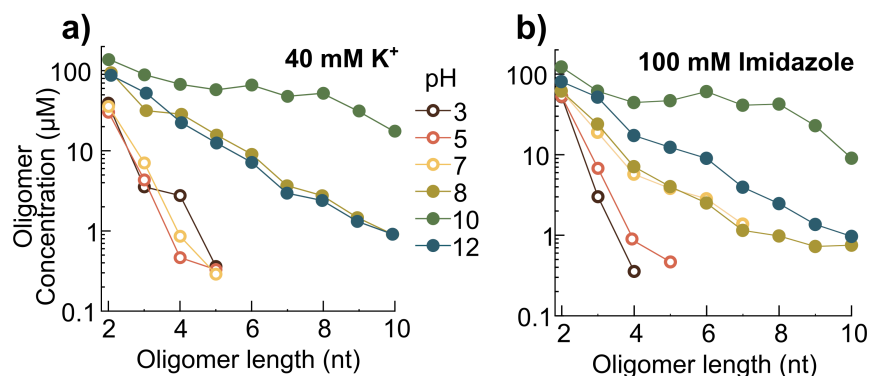 a)
40 mM K⁺
100
10
1
0.1
Oligomer
Concentration (µM)
2 4 6 8 10
Oligomer length (nt)
pH
3
5
7
8
10
12
b)
100 mM Imidazole
100
10
1
0.1
2 4 6 8 10
Oligomer length (nt)